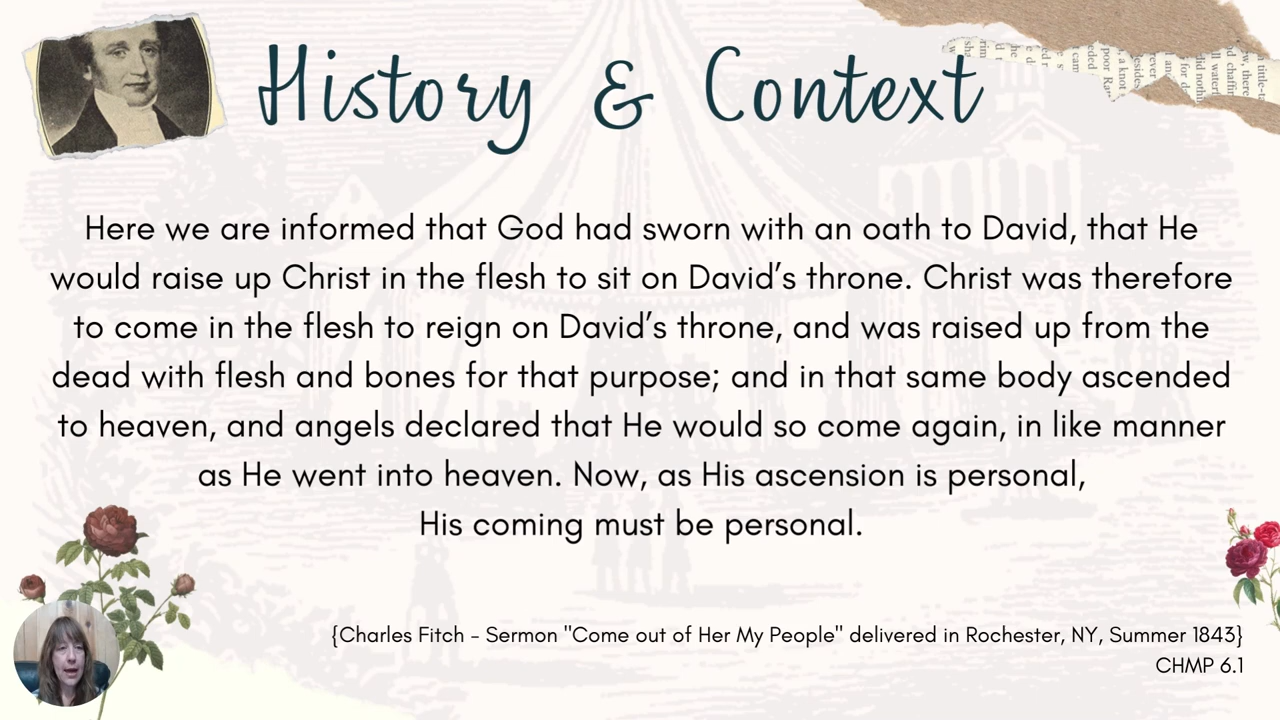 History & Context
Here we are informed that God had sworn with an oath to David, that He
would raise up Christ in the flesh to sit on David's throne. Christ was therefore
to come in the flesh to reign on David's throne, and was raised up from the
dead with flesh and bones for that purpose; and in that same body ascended
to heaven, and angels declared that He would so come again, in like manner
as He went into heaven. Now, as His ascension is personal,
His coming must be personal.
{Charles Fitch - Sermon "Come out of Her My People" delivered in Rochester, NY, Summer 1843}
CHMP 6.1